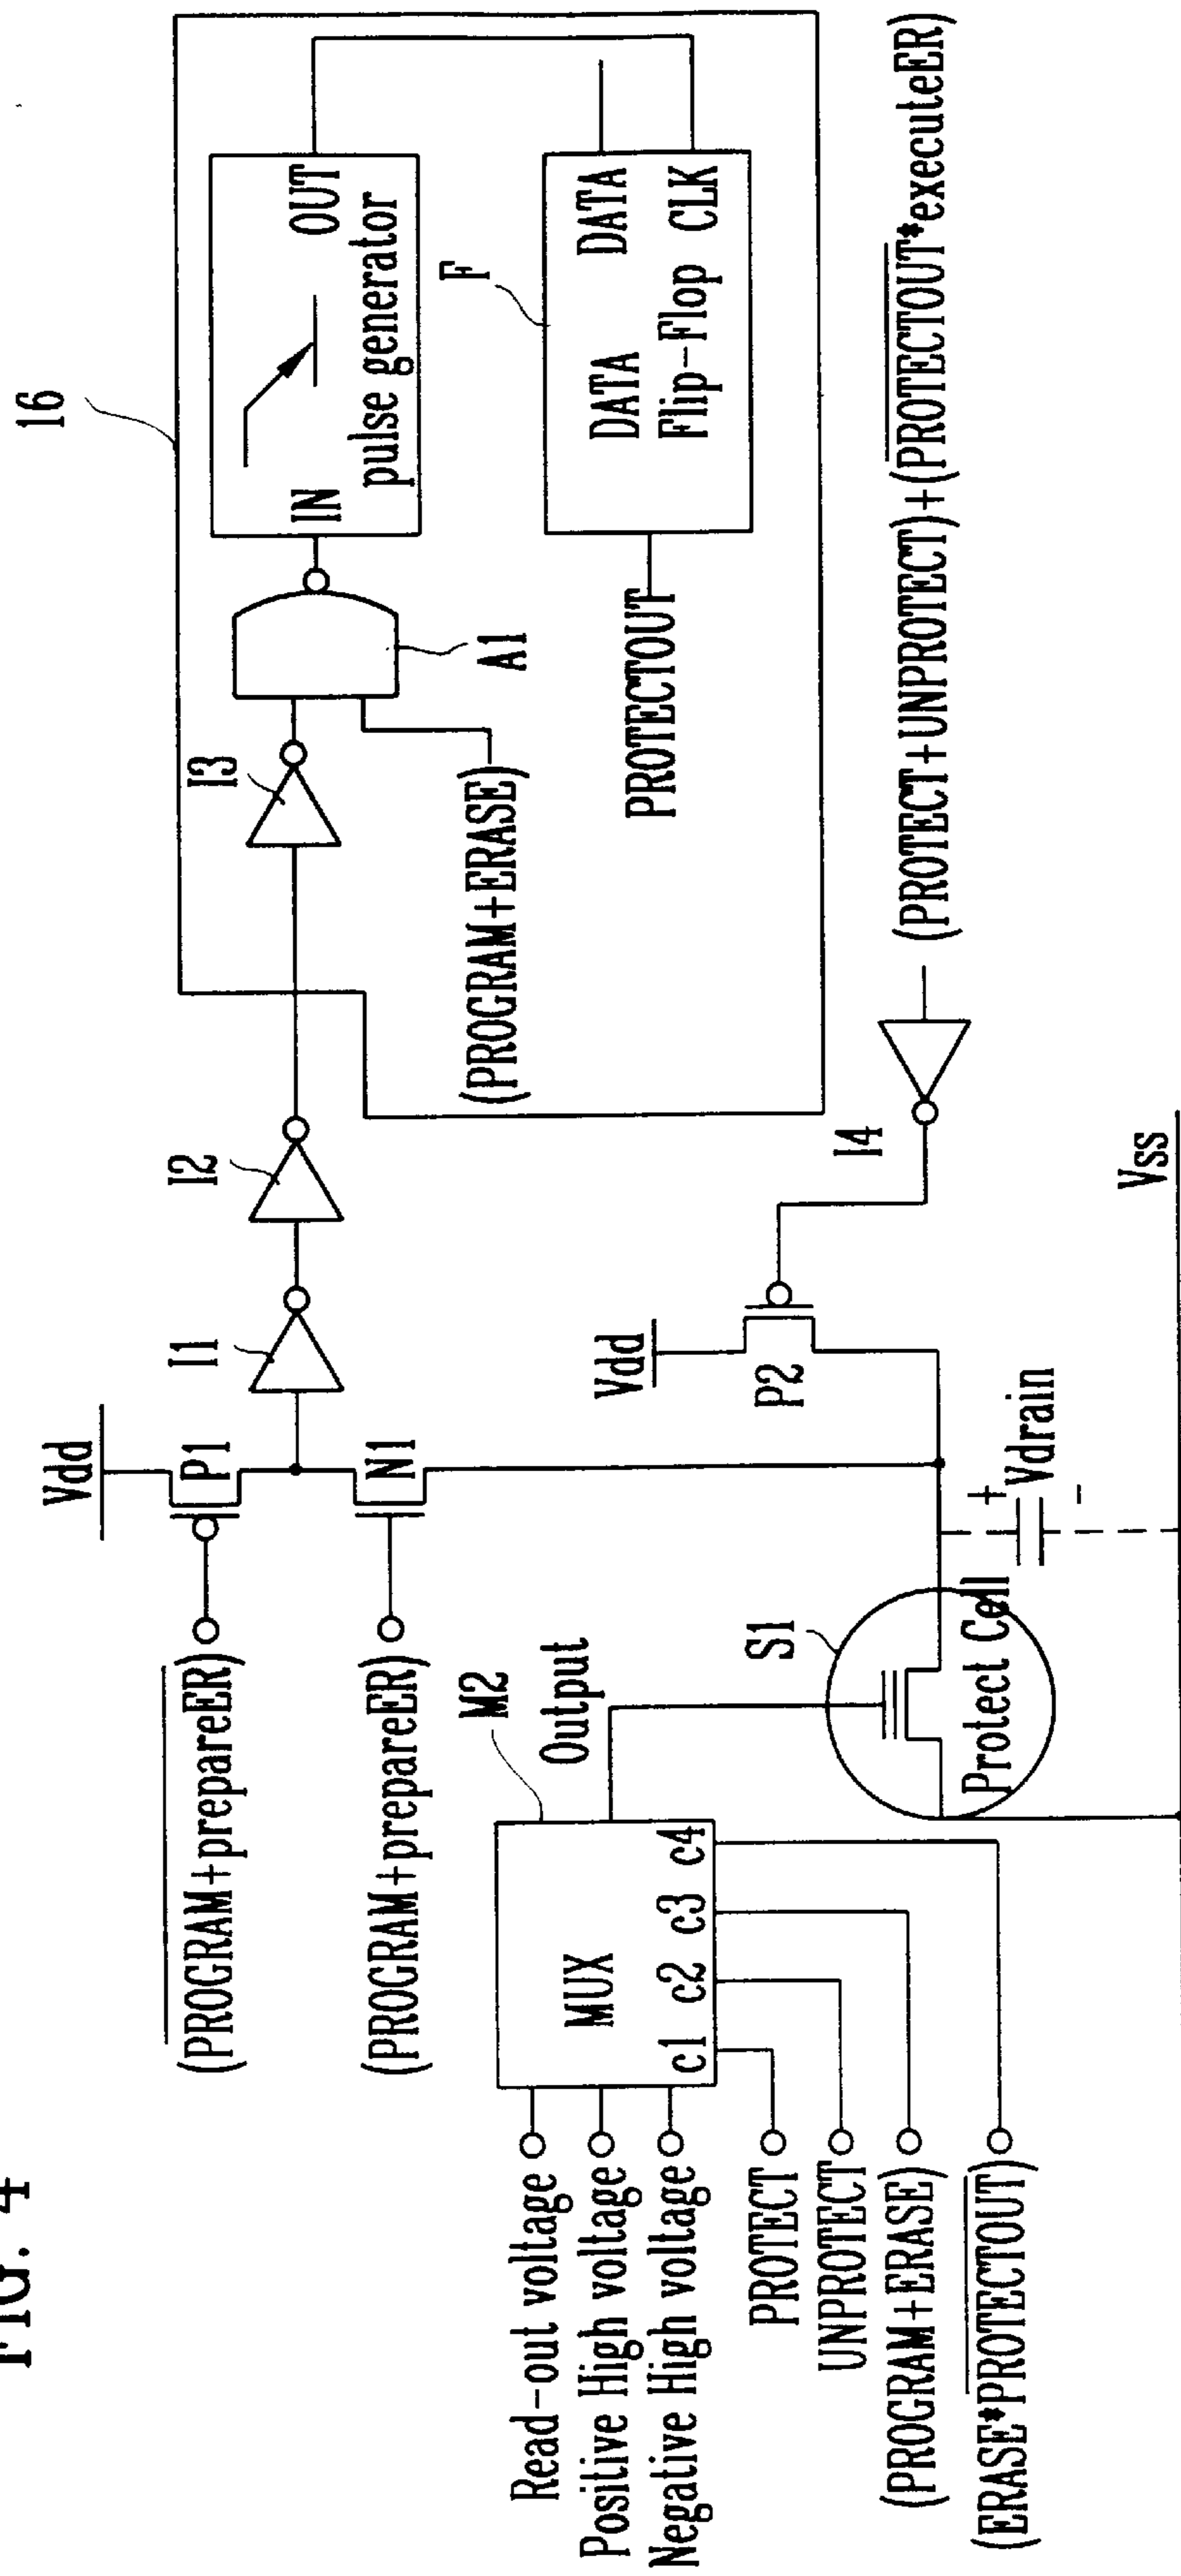 FIG. 4
16
Vdd
(PROGRAM+prepareER)
P1
I1
I2
I3
IN
OUT
pulse generator
(PROGRAM+prepareER)
N1
A1
(PROGRAM+ERASE)
F
DATA
DATA
Flip-Flop
CLK
PROTECTOUT
M2
Output
Read-out voltage
Positive High voltage
Negative High voltage
MUX
c1
c2
c3
c4
PROTECT
UNPROTECT
(PROGRAM+ERASE)
(ERASE*PROTECTOUT)
S1
Protect Cell
Vdd
P2
I4
(PROTECT+UNPROTECT)+(PROTECTOUT*executeER)
+
Vdrain
-
Vss